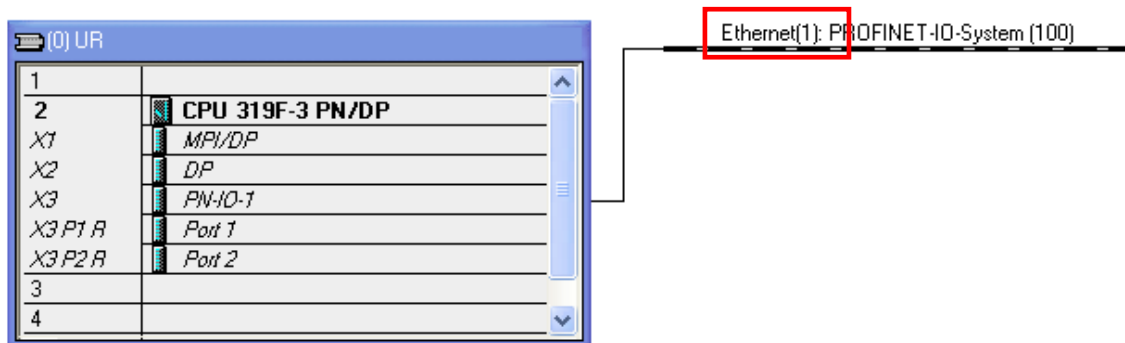 (0) UR
Ethernet(1): PROFINET-IO-System (100)
1
2 CPU 319F-3 PN/DP
X1 MPI/DP
X2 DP
X3 PN-IO-1
X3 P1 R Port 1
X3 P2 R Port 2
3
4